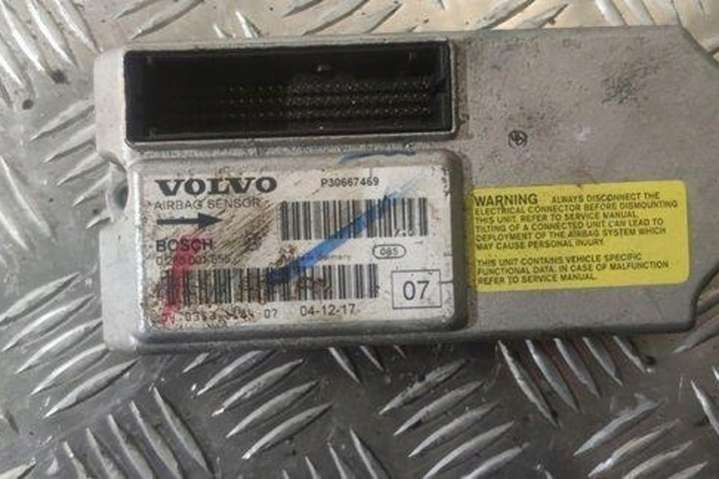 VOLVO
P30667469
AIRBAG SENSOR
BOSCH
085
07
07 04-12-17
WARNING ALWAYS DISCONNECT THE
ELECTRICAL CONNECTOR BEFORE DISMOUNTING
THIS UNIT. REFER TO SERVICE MANUAL.
TILTING OF A CONNECTED UNIT CAN LEAD TO
DEPLOYMENT OF THE AIRBAG SYSTEM WHICH
MAY CAUSE PERSONAL INJURY.
THIS UNIT CONTAINS VEHICLE SPECIFIC
FUNCTIONAL DATA. IN CASE OF MALFUNCTION
REFER TO SERVICE MANUAL.